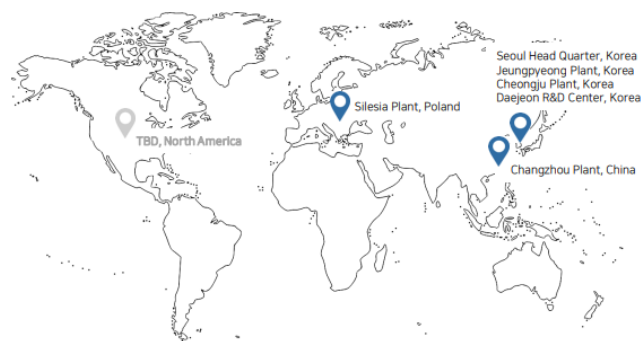 Seoul Head Quarter, Korea
Jeungpyeong Plant, Korea
Cheongju Plant, Korea
Daejeon R&D Center, Korea
Silesia Plant, Poland
TBD, North America
Changzhou Plant, China